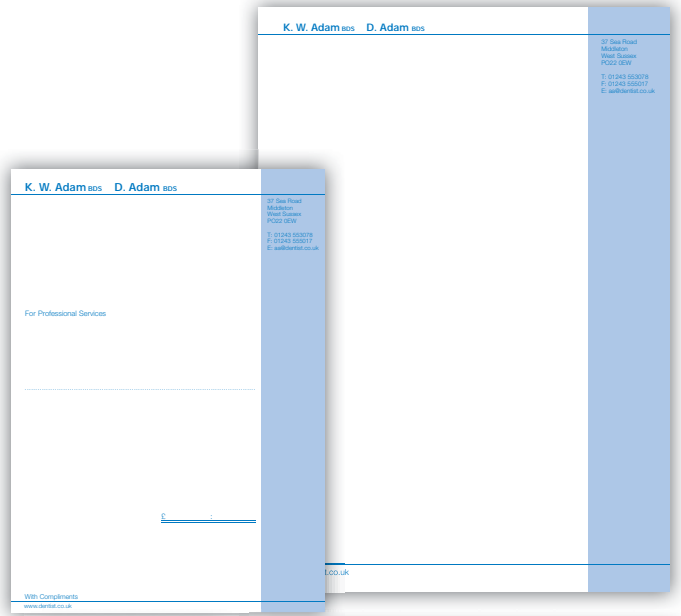 K. W. Adam BDS D. Adam BDS
37 Sea Road
Middleton
West Sussex
PO22 0EW
T: 01243 553078
F: 01243 555017
E: aa@dentist.co.uk
t.co.uk
K. W. Adam BDS D. Adam BDS
37 Sea Road
Middleton
West Sussex
PO22 0EW
T: 01243 553078
F: 01243 555017
E: aa@dentist.co.uk
For Professional Services
£ :
With Compliments
www.dentist.co.uk